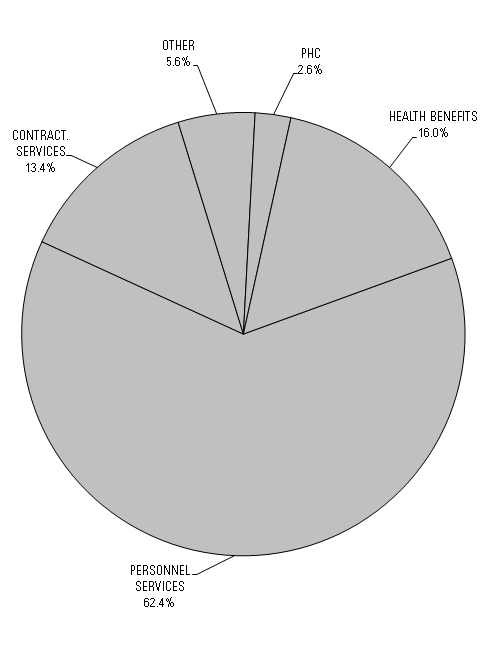 OTHER
5.6%
PHC
2.6%
HEALTH BENEFITS
16.0%
CONTRACT.
SERVICES
13.4%
PERSONNEL
SERVICES
62.4%